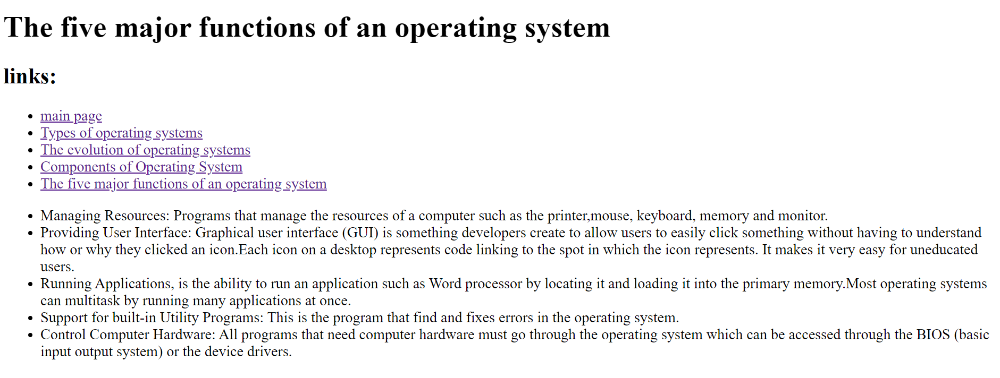 The five major functions of an operating system
links:
main page
Types of operating systems
The evolution of operating systems
Components of Operating System
The five major functions of an operating system
Managing Resources: Programs that manage the resources of a computer such as the printer,mouse, keyboard, memory and monitor.
Providing User Interface: Graphical user interface (GUI) is something developers create to allow users to easily click something without having to understand
how or why they clicked an icon.Each icon on a desktop represents code linking to the spot in which the icon represents. It makes it very easy for uneducated
users.
Running Applications, is the ability to run an application such as Word processor by locating it and loading it into the primary memory.Most operating systems
can multitask by running many applications at once.
Support for built-in Utility Programs: This is the program that find and fixes errors in the operating system.
Control Computer Hardware: All programs that need computer hardware must go through the operating system which can be accessed through the BIOS (basic
input output system) or the device drivers.